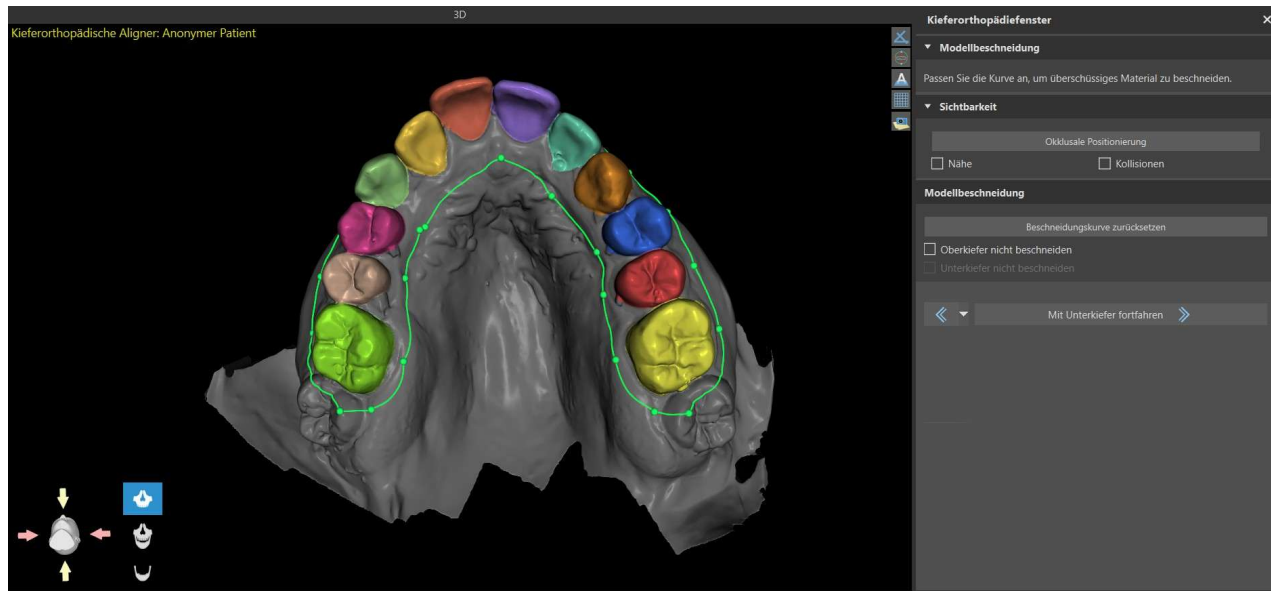 3D
Kieferorthopädische Aligner: Anonymer Patient
A
Kieferorthopädiefenster
Modellbeschneidung
Passen Sie die Kurve an, um überschüssiges Material zu beschneiden.
Sichtbarkeit
Okklusale Positionierung
Nähe
Kollisionen
Modellbeschneidung
Beschneidungskurve zurücksetzen
Oberkiefer nicht beschneiden
Unterkiefer nicht beschneiden
Mit Unterkiefer fortfahren